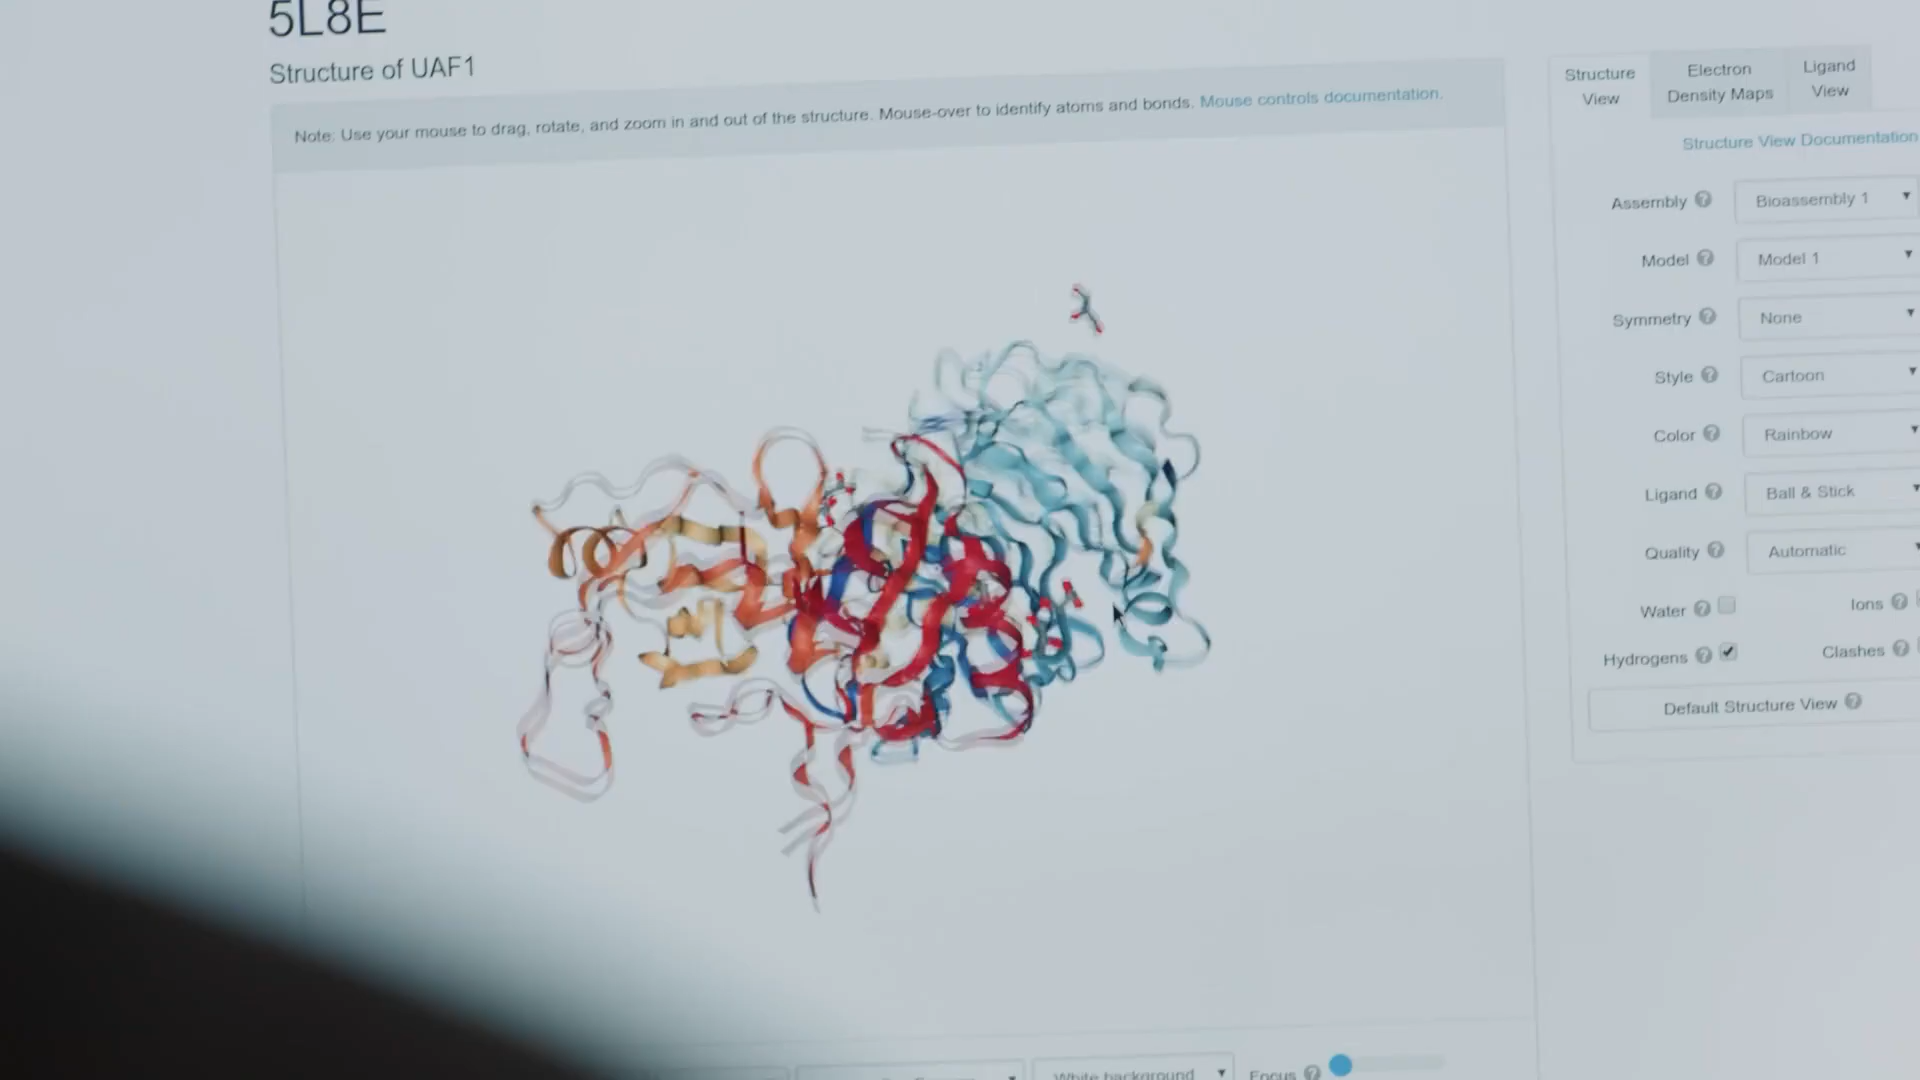 5L8E
Structure of UAF1
Note: Use your mouse to drag, rotate, and zoom in and out of the structure. Mouse-over to identify atoms and bonds. Mouse controls documentation.
Structure View
Electron Density Maps
Ligand View
Structure View Documentation
Assembly
Bioassembly 1
Model
Model 1
Symmetry
None
Style
Cartoon
Color
Rainbow
Ligand
Ball & Stick
Quality
Automatic
Water
Ions
Hydrogens
Clashes
Default Structure View
White background
Focus